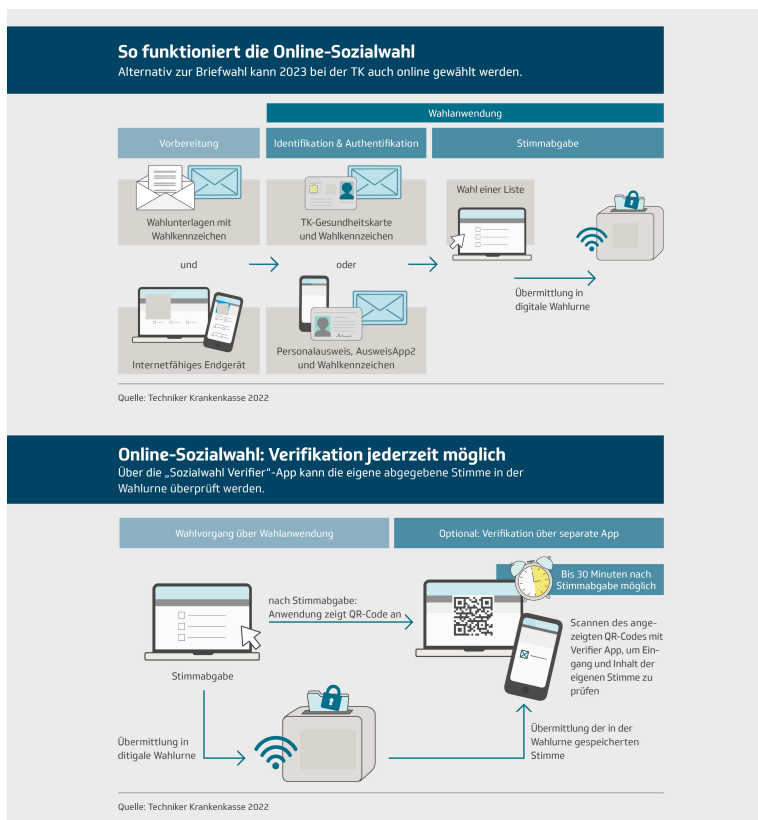 So funktioniert die Online-Sozialwahl
Alternativ zur Briefwahl kann 2023 bei der TK auch online gewählt werden.
Wahlanwendung
Vorbereitung
Identifikation & Authentifikation
Stimmabgabe
Wahlunterlagen mit
Wahlkennzeichen
TK-Gesundheitskarte
und Wahlkennzeichen
Wahl einer Liste
und
oder
Übermittlung in
digitale Wahlurne
Internetfähiges Endgerät
Personalausweis, AusweisApp2
und Wahlkennzeichen
Quelle: Techniker Krankenkasse 2022
Online-Sozialwahl: Verifikation jederzeit möglich
Über die „Sozialwahl Verifier“-App kann die eigene abgegebene Stimme in der
Wahlurne überprüft werden.
Wahlvorgang über Wahlanwendung
Optional: Verifikation über separate App
Bis 30 Minuten nach
Stimmabgabe möglich
nach Stimmabgabe:
Anwendung zeigt QR-Code an
Scannen des ange-
zeigten QR-Codes mit
Verifier App, um Ein-
gang und Inhalt der
eigenen Stimme zu
prüfen
Stimmabgabe
Übermittlung in
ditigale Wahlurne
Übermittlung der in der
Wahlurne gespeicherten
Stimme
Quelle: Techniker Krankenkasse 2022